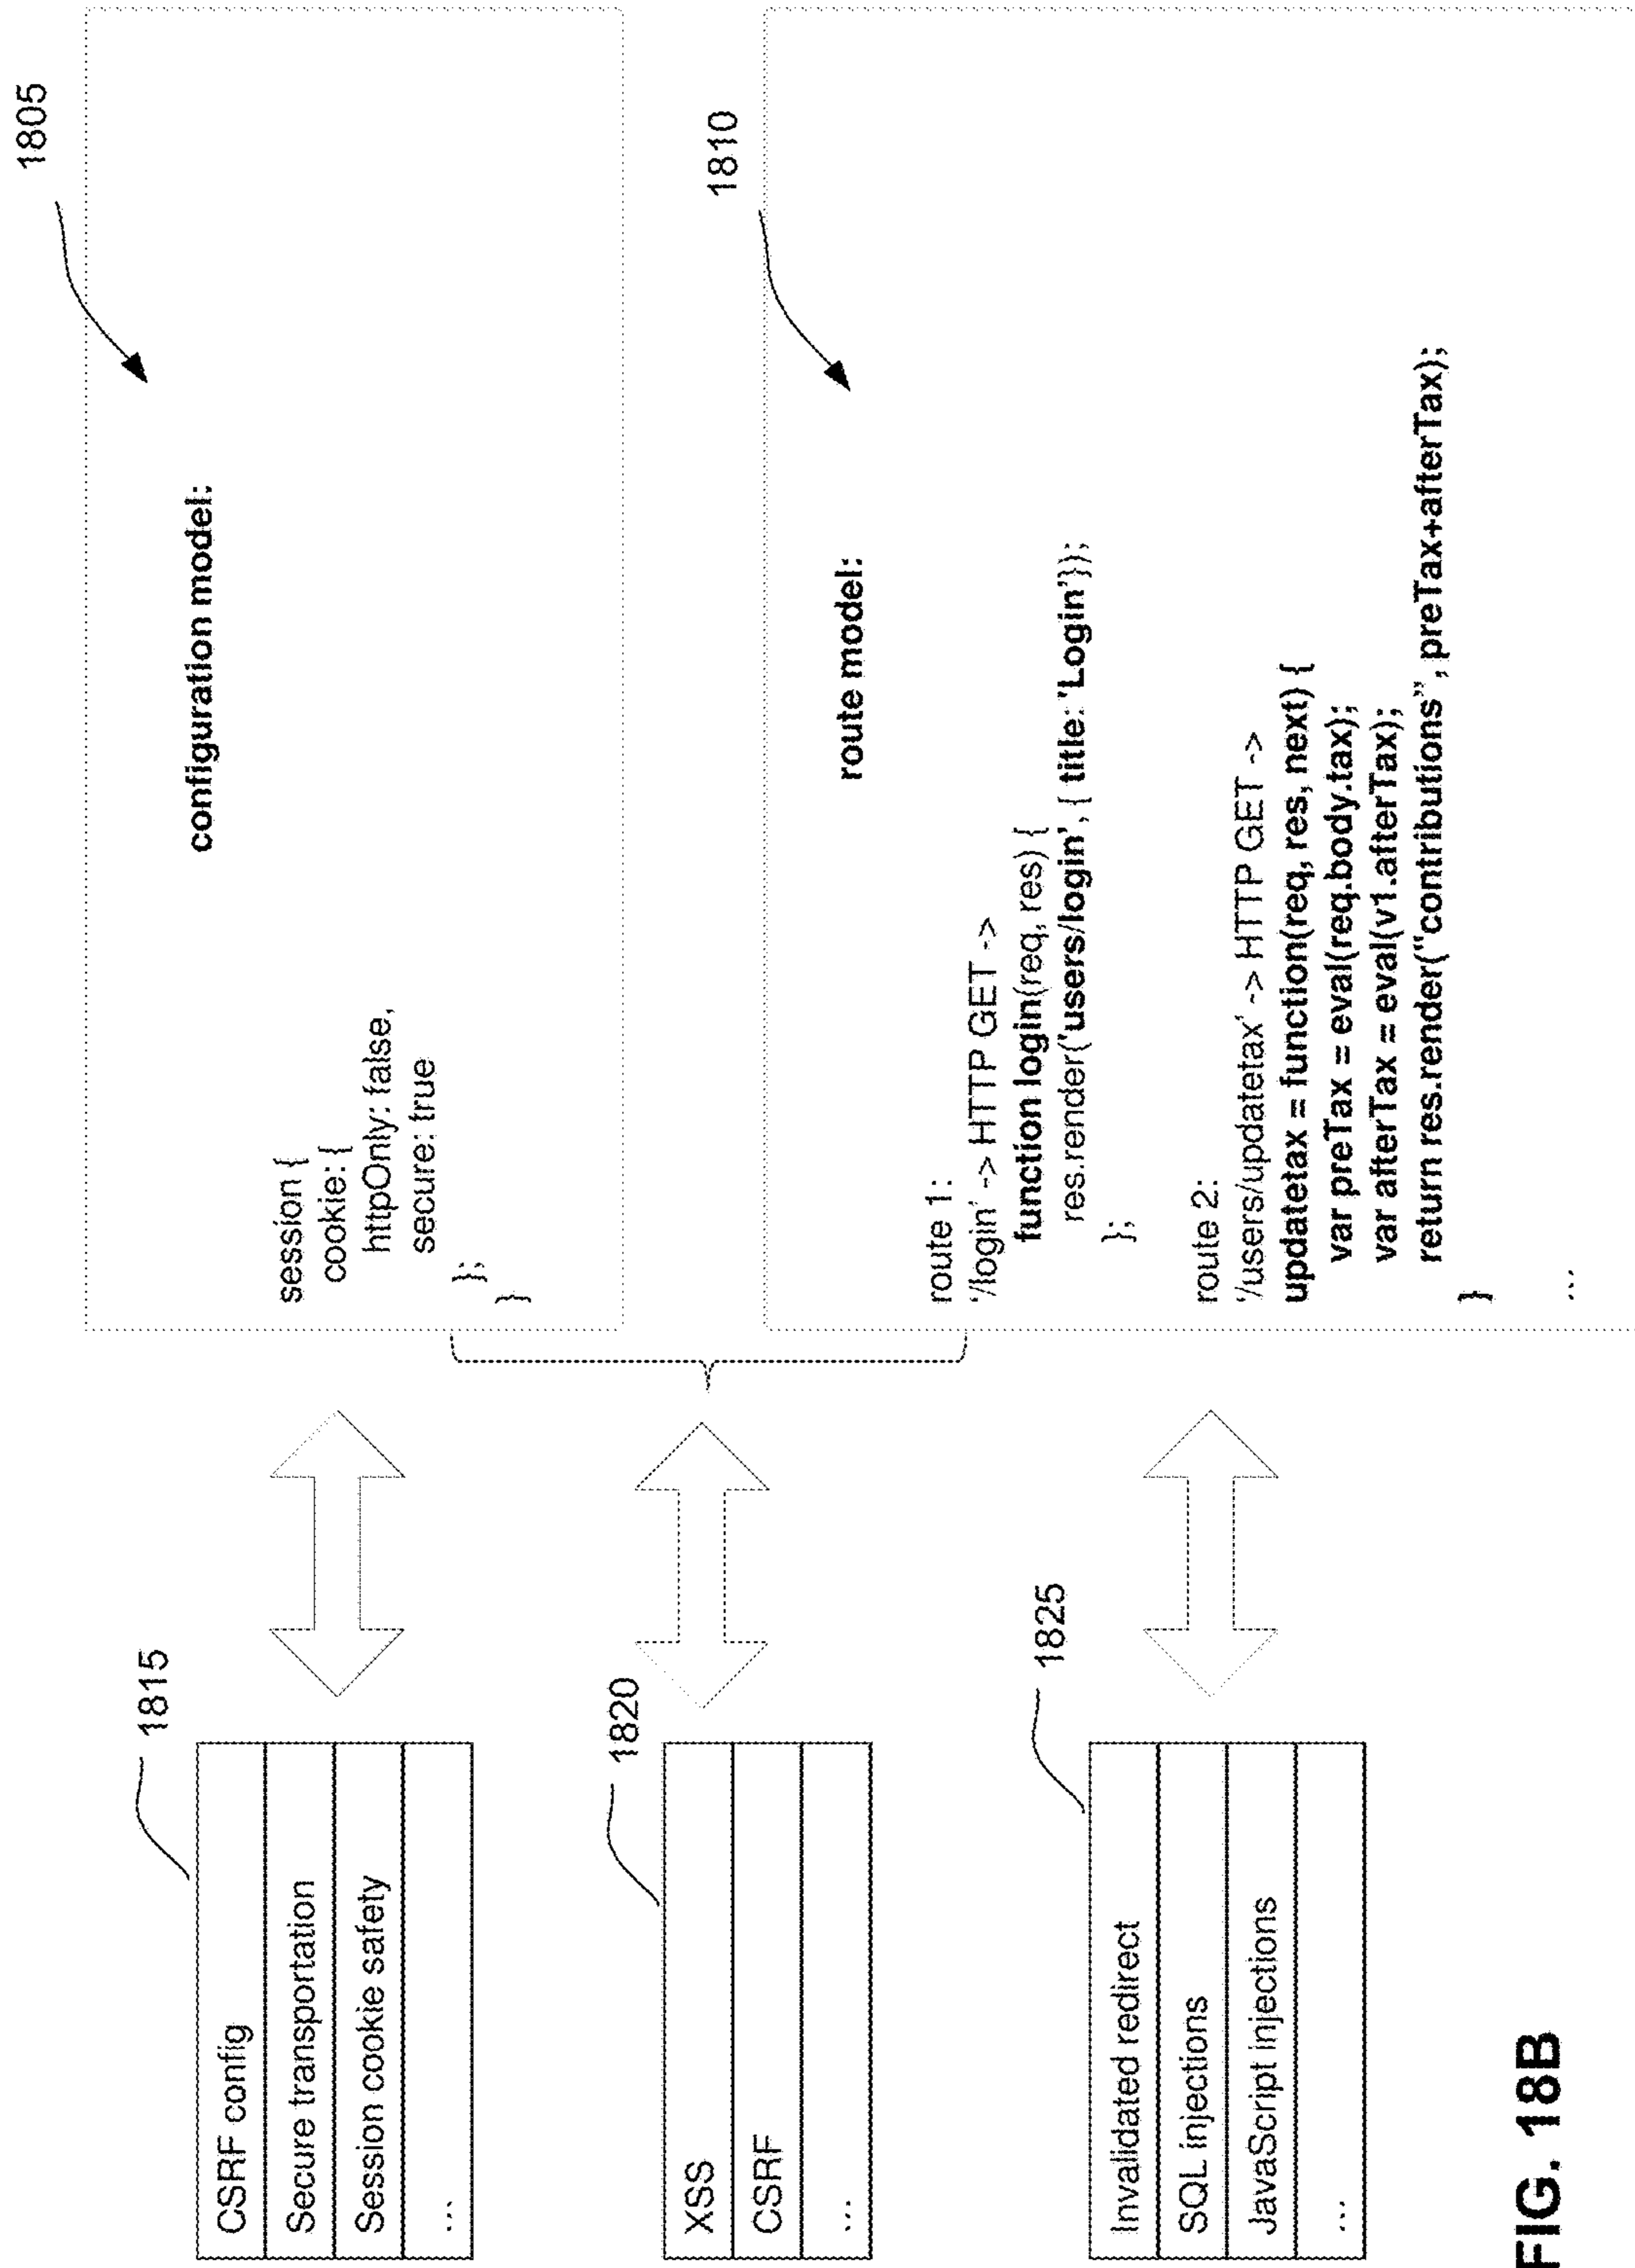 1815
CSRF config
Secure transportation
Session cookie safety
...
1820
XSS
CSRF
...
1825
Invalidated redirect
SQL injections
JavaScript injections
...
1805
configuration model:
session {
cookie: {
httpOnly: false,
secure: true
};
}
1810
route model:
route 1:
'/login' -> HTTP GET ->
function login(req, res) {
res.render('users/login', { title: 'Login'});
};
route 2:
'/users/updatetax' -> HTTP GET ->
updatetax = function(req, res, next) {
var preTax = eval(req.body.tax);
var afterTax = eval(v1.afterTax);
return res.render("contributions", preTax+afterTax);
}
...
FIG. 18B